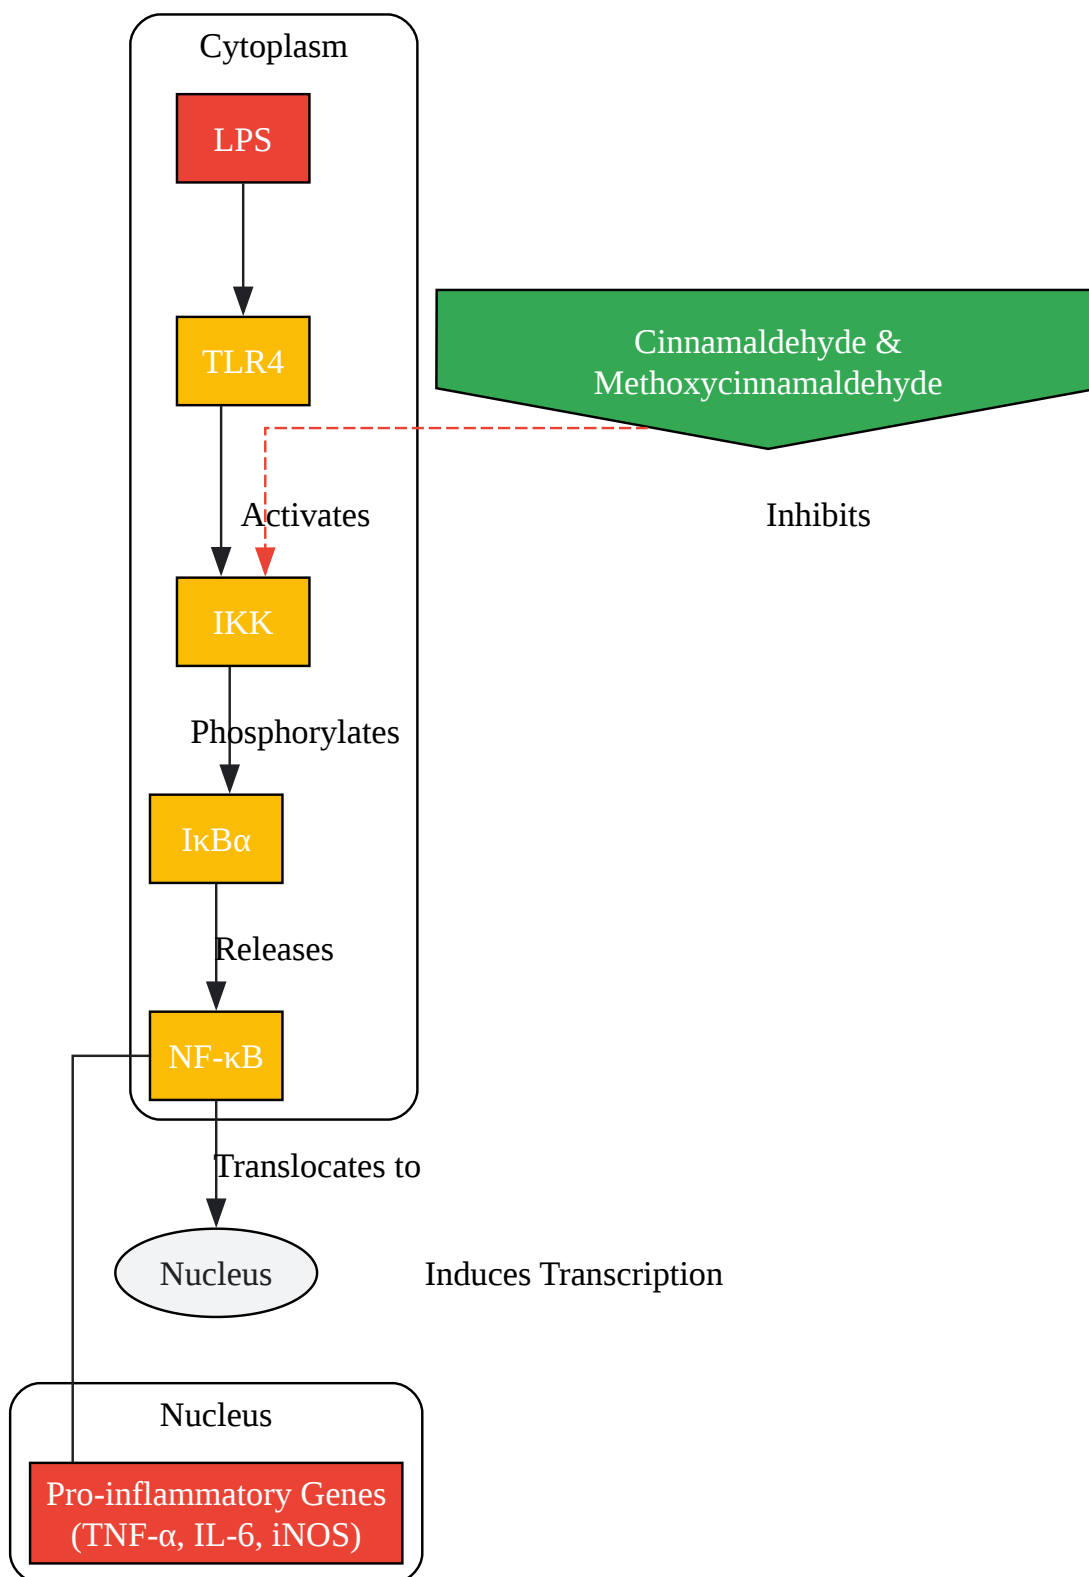 Cytoplasm
LPS
TLR4
Cinnamaldehyde &
Methoxycinnamaldehyde
Activates
Inhibits
IKK
Phosphorylates
IκBα
Releases
NF-κB
Translocates to
Nucleus
Induces Transcription
Nucleus
Pro-inflammatory Genes
(TNF-α, IL-6, iNOS)